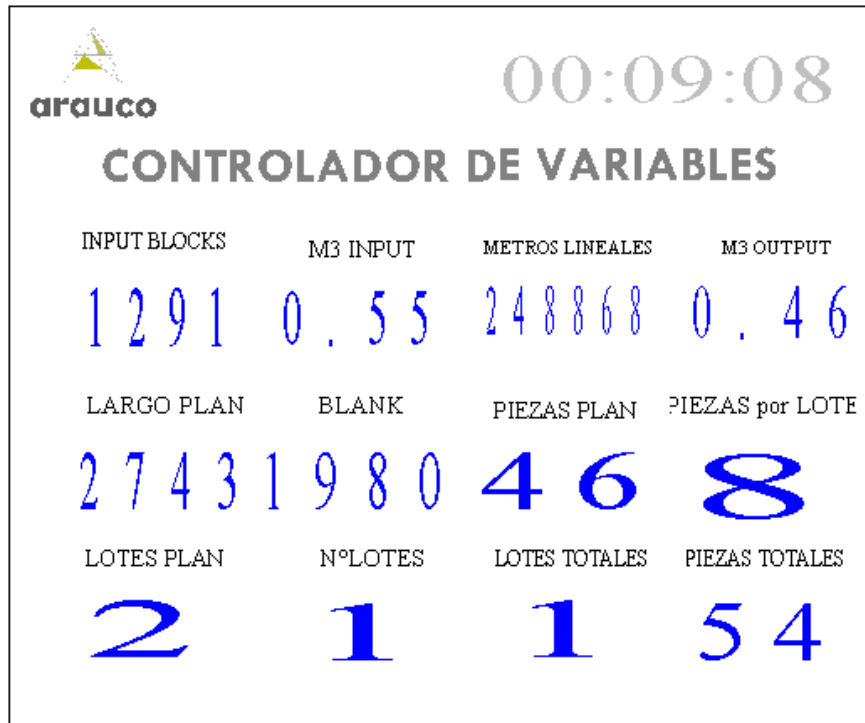 arauco
00:09:08
CONTROLADOR DE VARIABLES
INPUT BLOCKS M3 INPUT METROS LINEALES M3 OUTPUT
1291 0.55 248868 0.46
LARGO PLAN BLANK PIEZAS PLAN PIEZAS por LOTE
2743 1980 46 8
LOTES PLAN NºLOTES LOTES TOTALES PIEZAS TOTALES
2 1 1 54